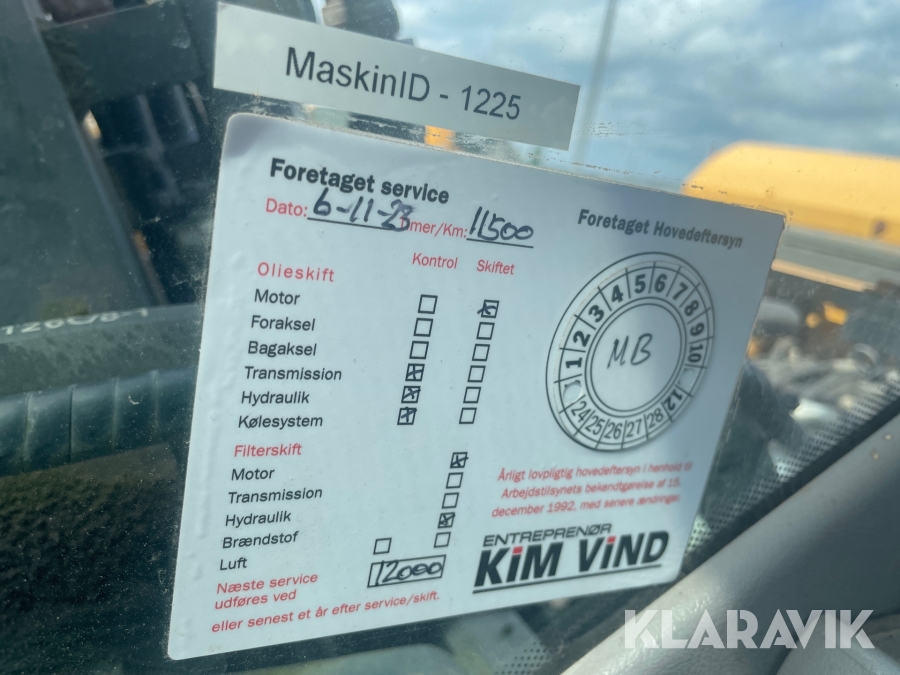 MaskinID - 1225
Foretaget service
Dato: 6-11-23 Timer/Km: 11500
Kontrol Skiftet
Olieskift
Motor
Foraksel
Bagaksel
Transmission
Hydraulik
Kølesystem
Filterskift
Motor
Transmission
Hydraulik
Brændstof
Luft
Næste service
udføres ved 12000
eller senest et år efter service/skift.
Foretaget Hovedeftersyn
1 2 3 4 5 6 7 8 9 10 12
24 25 26 27 28
MB
Årligt lovpligtig hovedeftersyn i henhold til
Arbejdstilsynets bekendtgørelse af 15.
december 1992, med senere ændringer.
ENTREPRENØR
KiM ViND
KLARAVIK